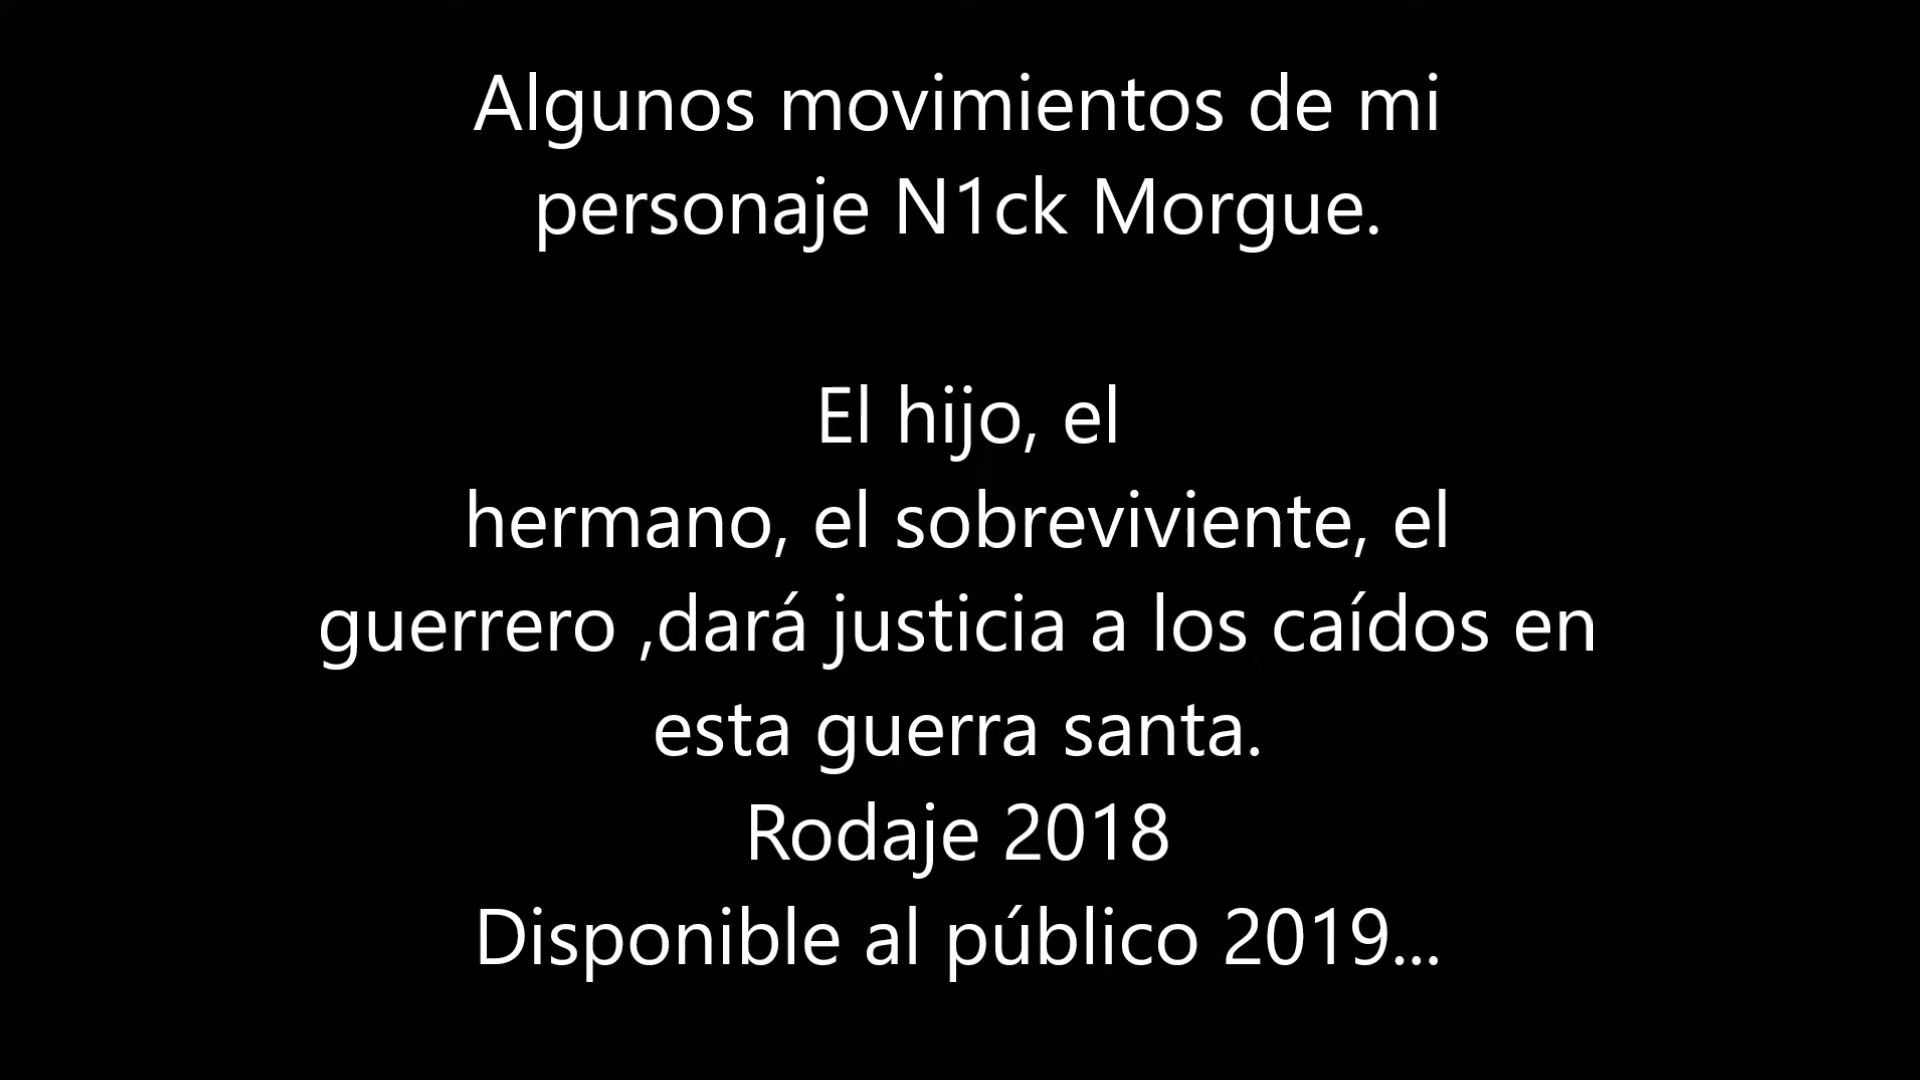 Algunos movimientos de mi
personaje N1ck Morgue.
El hijo, el
hermano, el sobreviviente, el
guerrero ,dará justicia a los caídos en
esta guerra santa.
Rodaje 2018
Disponible al público 2019...